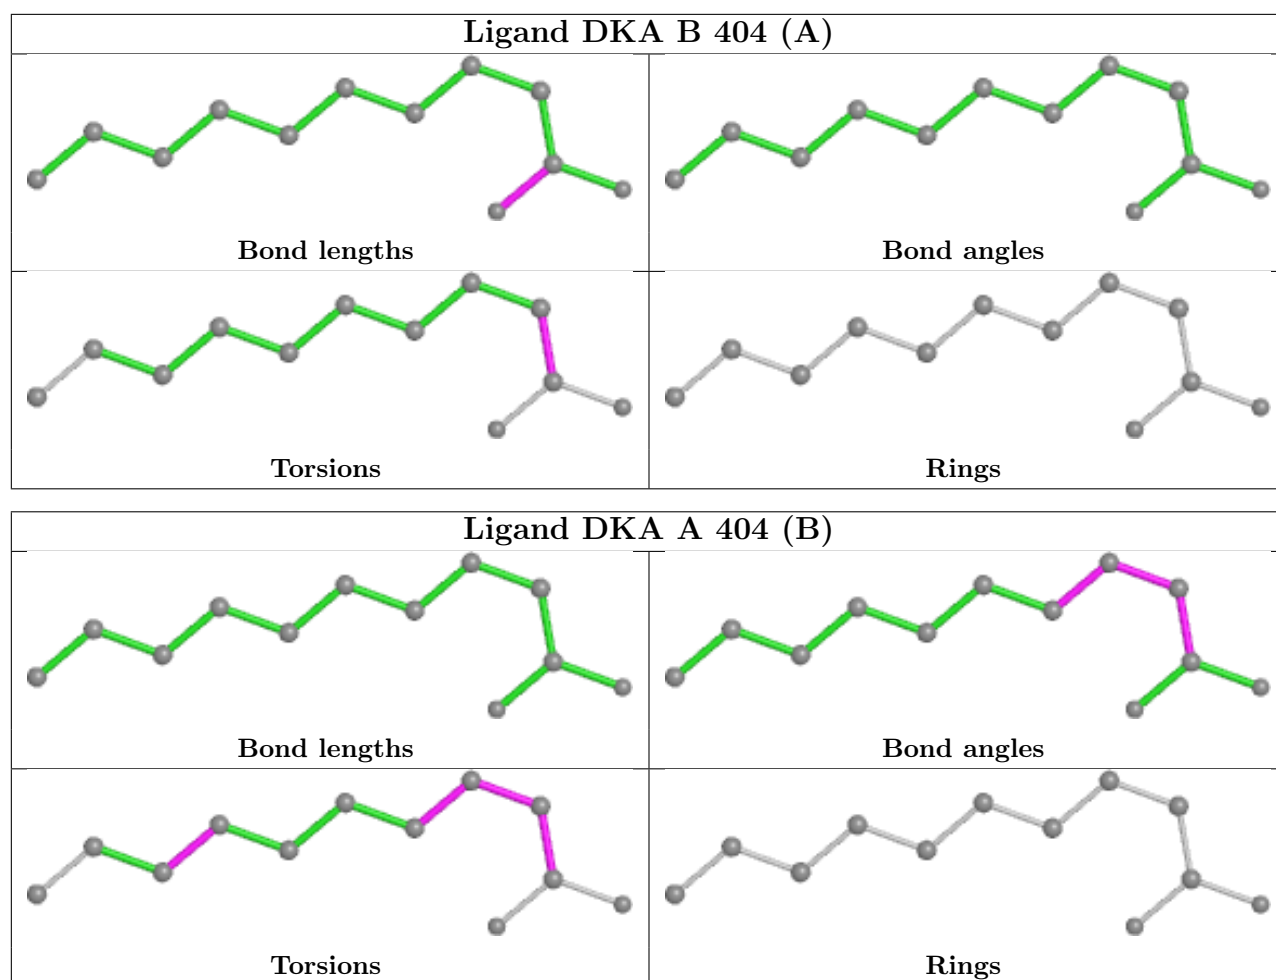 Ligand DKA B 404 (A)
Bond lengths
Bond angles
Torsions
Rings
Ligand DKA A 404 (B)
Bond lengths
Bond angles
Torsions
Rings